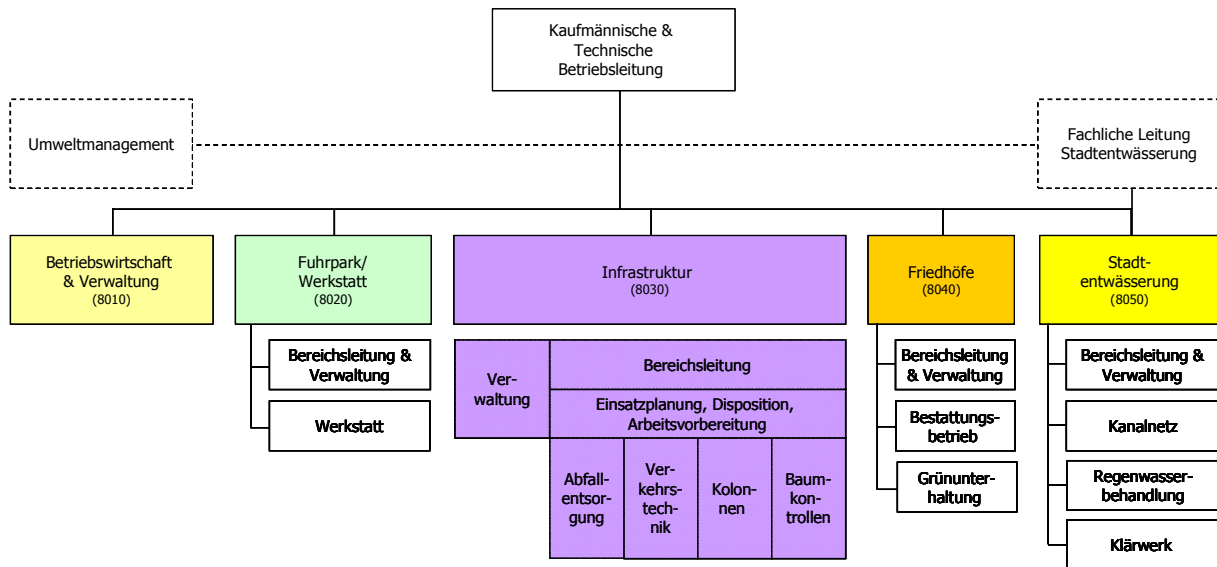 Kaufmännische &
Technische
Betriebsleitung
Umweltmanagement
Fachliche Leitung
Stadtentwässerung
Betriebswirtschaft
& Verwaltung
(8010)
Fuhrpark/
Werkstatt
(8020)
Infrastruktur
(8030)
Friedhöfe
(8040)
Stadt-
entwässerung
(8050)
Bereichsleitung &
Verwaltung
Werkstatt
Ver-
waltung
Bereichsleitung
Einsatzplanung, Disposition,
Arbeitsvorbereitung
Abfall-
entsor-
gung
Ver-
kehrs-
tech-
nik
Kolon-
nen
Baum-
kon-
trollen
Bereichsleitung
& Verwaltung
Bestattungs-
betrieb
Grünunter-
haltung
Bereichsleitung &
Verwaltung
Kanalnetz
Regenwasser-
behandlung
Klärwerk